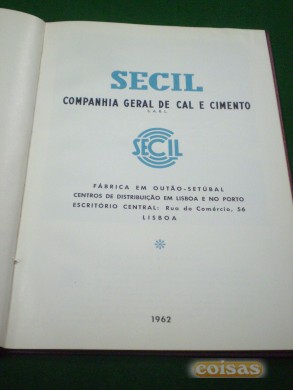 SECIL
COMPANHIA GERAL DE CAL E CIMENTO
S.A.R.L.
SECIL
FÁBRICA EM OUTÃO-SETÚBAL
CENTROS DE DISTRIBUIÇÃO EM LISBOA E NO PORTO
ESCRITÓRIO CENTRAL: Rua do Comércio, 56
LISBOA
1962
coisas